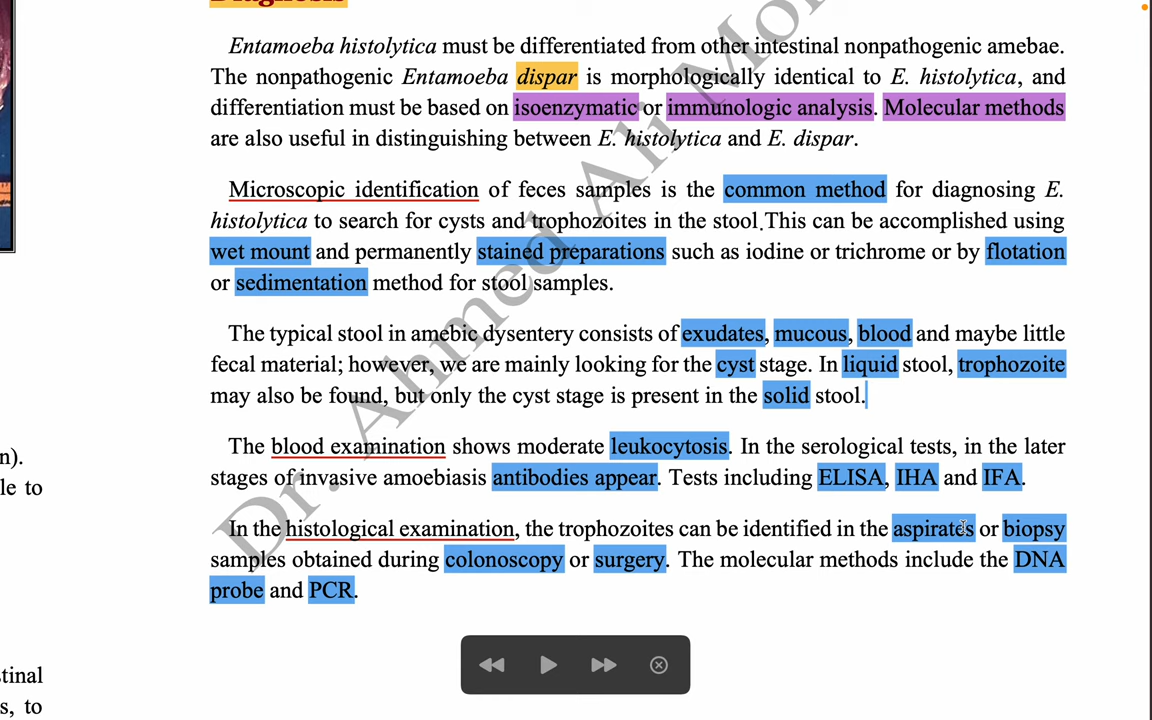 Diagnosis
Entamoeba histolytica must be differentiated from other intestinal nonpathogenic amebae.
The nonpathogenic Entamoeba dispar is morphologically identical to E. histolytica, and
differentiation must be based on isoenzymatic or immunologic analysis. Molecular methods
are also useful in distinguishing between E. histolytica and E. dispar.
Microscopic identification of feces samples is the common method for diagnosing E.
histolytica to search for cysts and trophozoites in the stool.This can be accomplished using
wet mount and permanently stained preparations such as iodine or trichrome or by flotation
or sedimentation method for stool samples.
The typical stool in amebic dysentery consists of exudates, mucous, blood and maybe little
fecal material; however, we are mainly looking for the cyst stage. In liquid stool, trophozoite
may also be found, but only the cyst stage is present in the solid stool.
The blood examination shows moderate leukocytosis. In the serological tests, in the later
stages of invasive amoebiasis antibodies appear. Tests including ELISA, IHA and IFA.
In the histological examination, the trophozoites can be identified in the aspirates or biopsy
samples obtained during colonoscopy or surgery. The molecular methods include the DNA
probe and PCR.
n).
le to
stinal
s, to
Dr. Ahmed Ali Mo